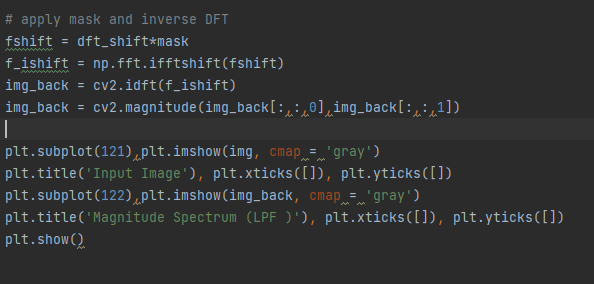 # apply mask and inverse DFT
fshift = dft_shift*mask
f_ishift = np.fft.ifftshift(fshift)
img_back = cv2.idft(f_ishift)
img_back = cv2.magnitude(img_back[:,:,0],img_back[:,:,1])
plt.subplot(121),plt.imshow(img, cmap = 'gray')
plt.title('Input Image'), plt.xticks([]), plt.yticks([])
plt.subplot(122),plt.imshow(img_back, cmap = 'gray')
plt.title('Magnitude Spectrum (LPF )'), plt.xticks([]), plt.yticks([])
plt.show()